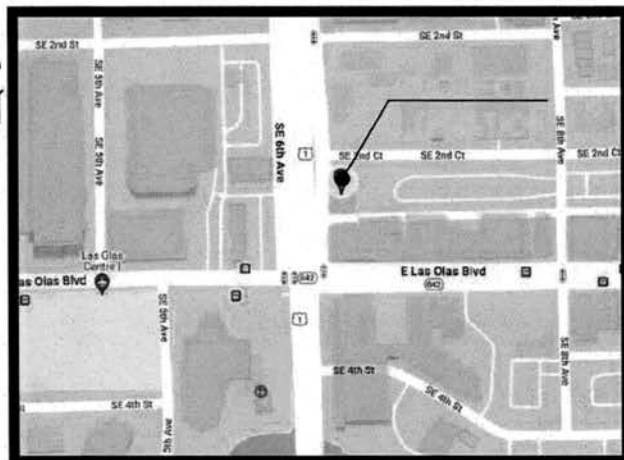 SE 2nd St
SE 2nd St
SE 5th Ave
SE 5th Ave
SE 6th Ave
1
SE 2nd Ct
SE 2nd Ct
SE 2nd Ct
SE 8th Ave
Las Olas
Centre I
as Olas Blvd
842
E Las Olas Blvd
842
1
SE 5th Ave
SE 4th St
SE 4th St
SE 4th St
SE 8th Ave
5th Ave